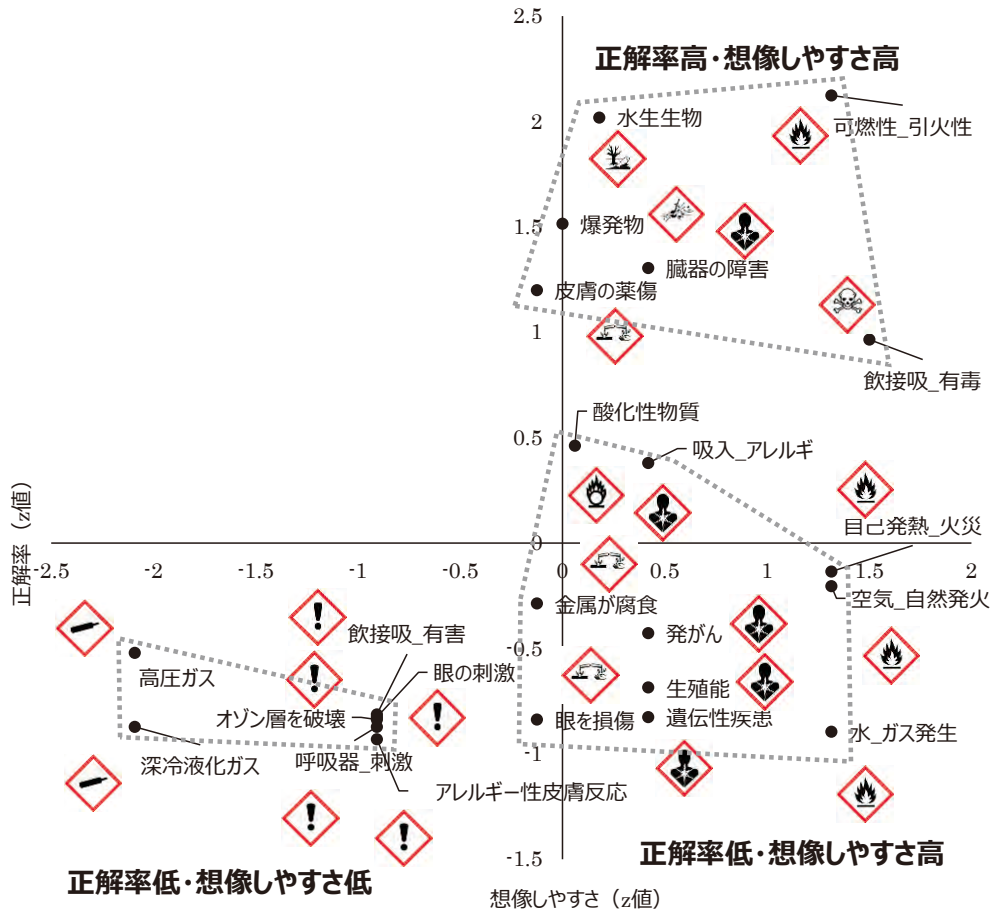 2.5
正解率高・想像しやすさ高
2
水生生物
可燃性_引火性
1.5
爆発物
臓器の障害
皮膚の薬傷
1
飲接吸_有毒
酸化性物質
0.5
吸入_アレルギ
自己発熱_火災
正解率（z値）
0
-2.5
-2
-1.5
-1
-0.5
0
0.5
1
1.5
2
空気_自然発火
金属が腐食
飲接吸_有害
発がん
-0.5
高圧ガス
眼の刺激
生殖能
オゾン層を破壊
眼を損傷
遺伝性疾患
水_ガス発生
深冷液化ガス
呼吸器_刺激
-1
アレルギー性皮膚反応
-1.5
正解率低・想像しやすさ高
正解率低・想像しやすさ低
想像しやすさ（z値）